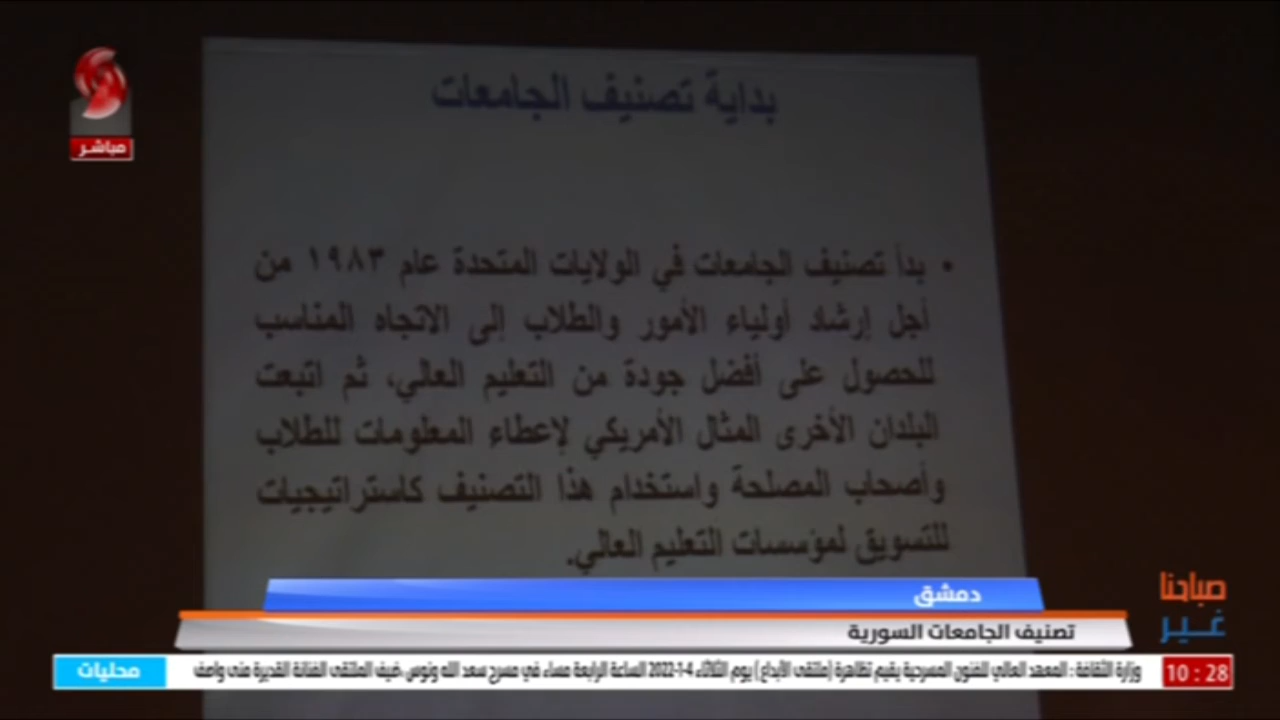 مباشر
بداية تصنيف الجامعات
• بدأ تصنيف الجامعات في الولايات المتحدة عام ١٩٨٣ من
أجل إرشاد أولياء الأمور والطلاب إلى الاتجاه المناسب
للحصول على أفضل جودة من التعليم العالي، ثم اتبعت
البلدان الأخرى المثال الأمريكي لإعطاء المعلومات للطلاب
وأصحاب المصلحة واستخدام هذا التصنيف كاستراتيجيات
للتسويق لمؤسسات التعليم العالي.
دمشق
صباحنا
غير
تصنيف الجامعات السورية
10 : 28 وزارة الثقافة : المعهد العالي للفنون المسرحية يقيم تظاهرة (ملتقى الأبداع) يوم الثلاثاء 4-1-2022 الساعة الرابعة مساء في مسرح سعد الله ونوس ،ضيف الملتقى الفنانة القديرة منى واصف محليات